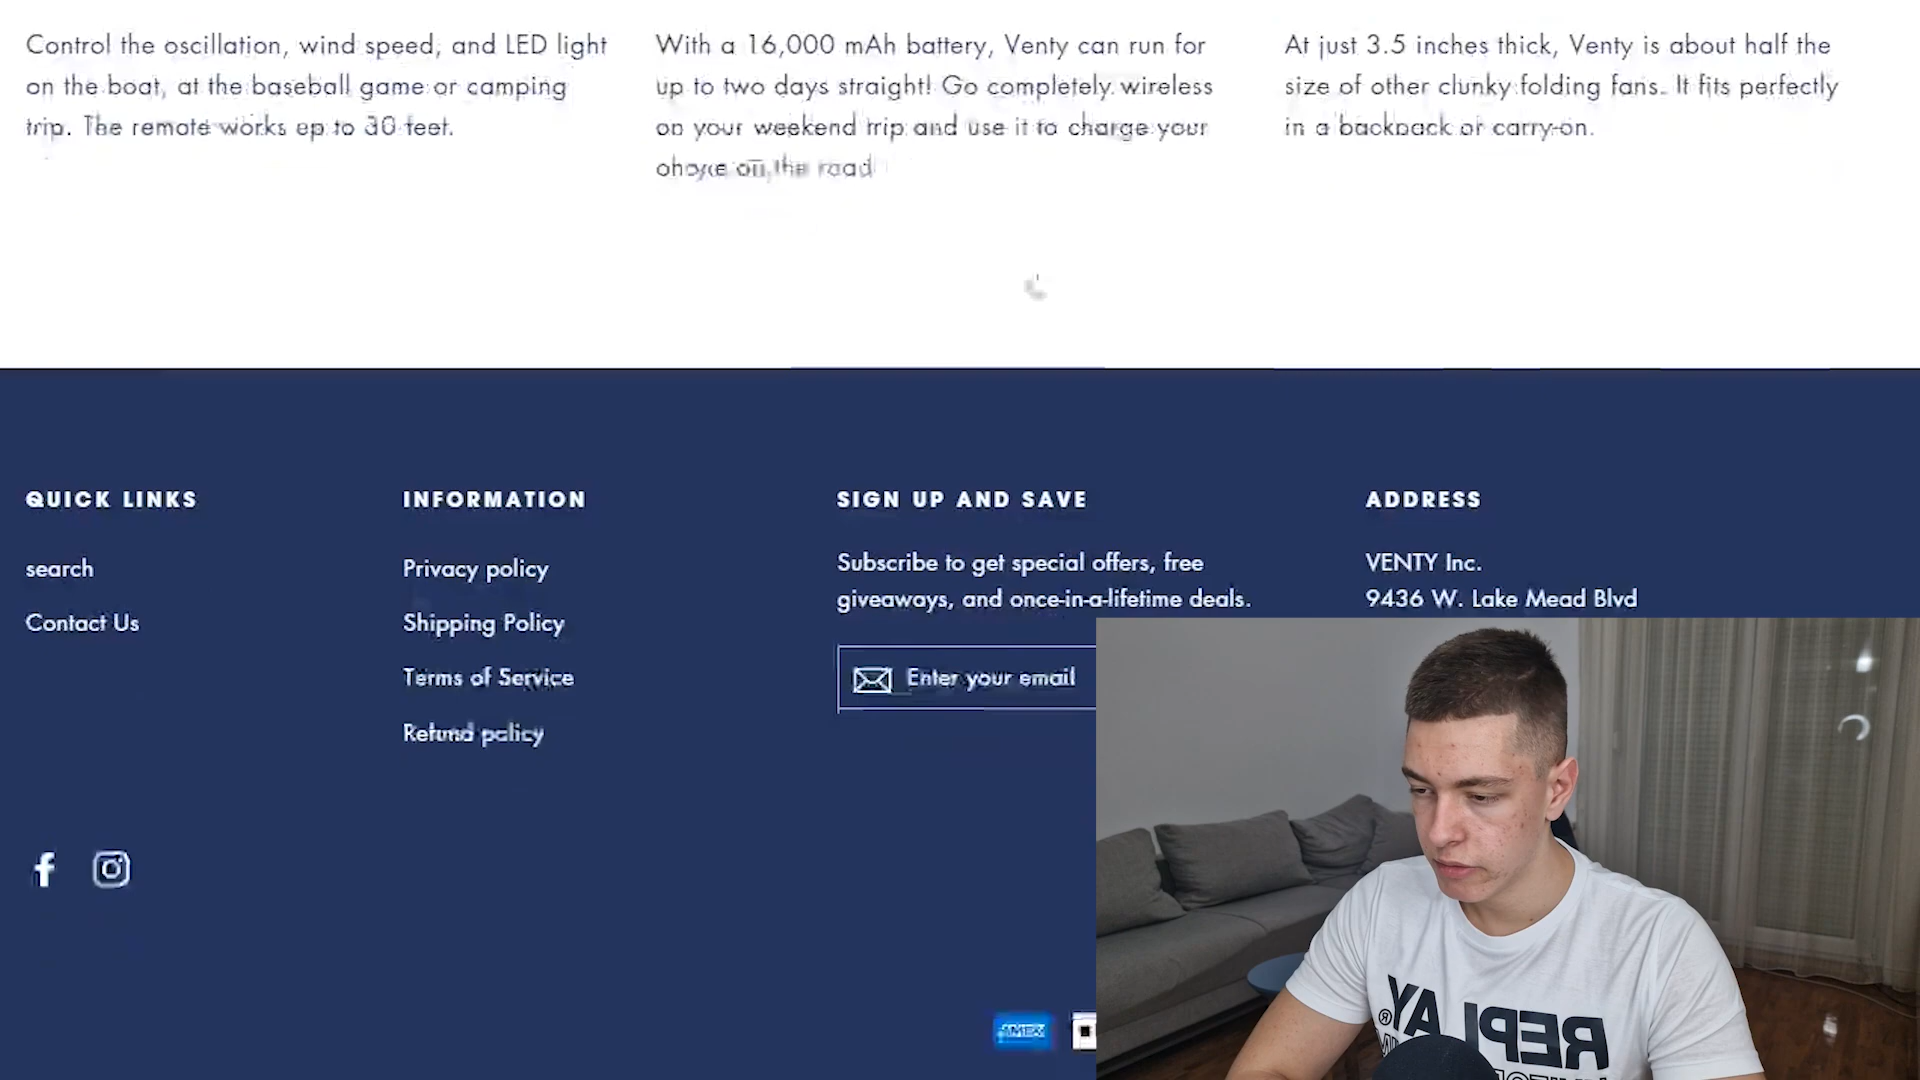 Control the oscillation, wind speed, and LED light
on the boat, at the baseball game or camping
trip. The remote works up to 30 feet.
With a 16,000 mAh battery, Venty can run for
up to two days straight! Go completely wireless
on your weekend trip and use it to charge your
phone on the road
At just 3.5 inches thick, Venty is about half the
size of other clunky folding fans. It fits perfectly
in a backpack or carry-on.
QUICK LINKS
search
Contact Us
INFORMATION
Privacy policy
Shipping Policy
Terms of Service
Refund policy
SIGN UP AND SAVE
Subscribe to get special offers, free
giveaways, and once-in-a-lifetime deals.
Enter your email
ADDRESS
VENTY Inc.
9436 W. Lake Mead Blvd
AMEX
REPLAY